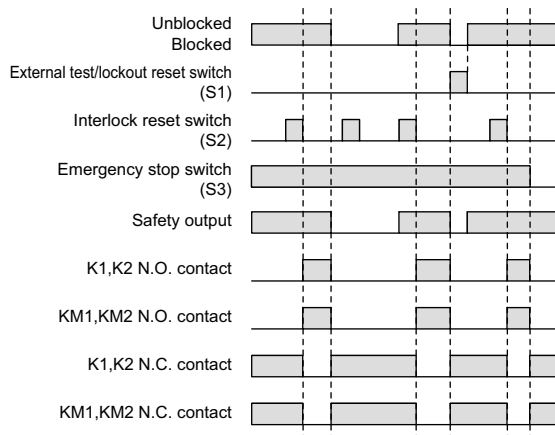 Unblocked
Blocked
External test/lockout reset switch
(S1)
Interlock reset switch
(S2)
Emergency stop switch
(S3)
Safety output
K1,K2 N.O. contact
KM1,KM2 N.O. contact
K1,K2 N.C. contact
KM1,KM2 N.C. contact